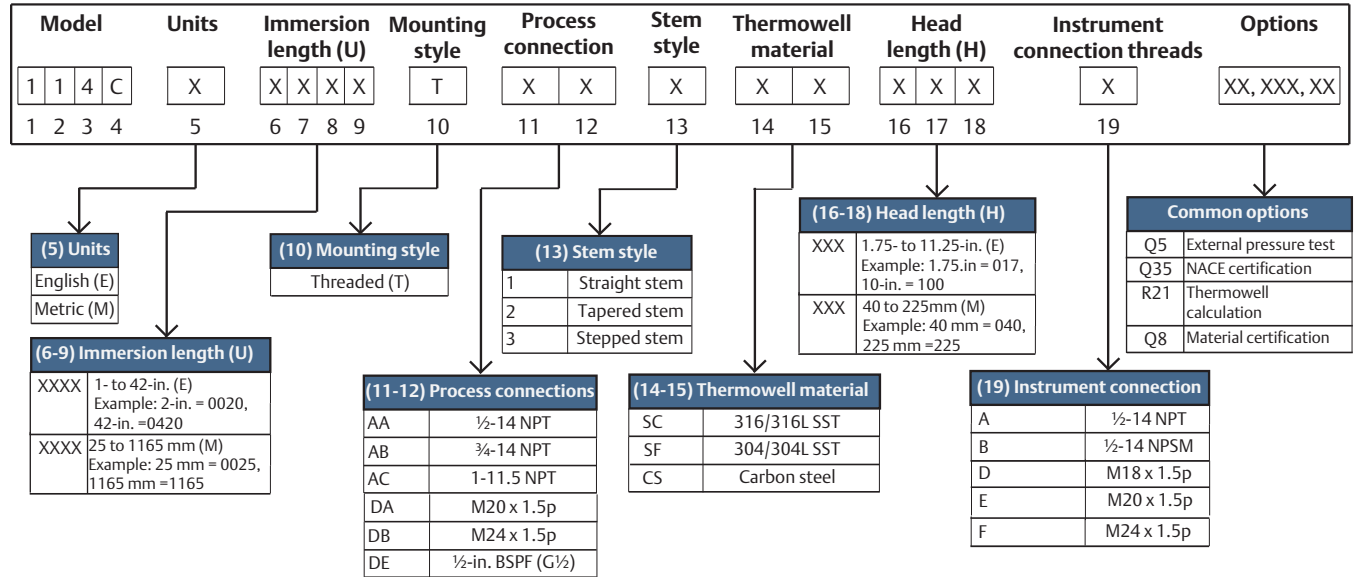 Model Units Immersion length (U) Mounting style Process connection Stem style Thermowell material Head length (H) Instrument connection threads Options
1 1 4 C X X X X X T X X X X X X X X X XX, XXX, XX
1 2 3 4 5 6 7 8 9 10 11 12 13 14 15 16 17 18 19
(5) Units
English (E)
Metric (M)
(6-9) Immersion length (U)
XXXX 1- to 42-in. (E)
Example: 2-in. = 0020,
42-in. =0420
XXXX 25 to 1165 mm (M)
Example: 25 mm = 0025,
1165 mm =1165
(10) Mounting style
Threaded (T)
(11-12) Process connections
AA ½-14 NPT
AB ¾-14 NPT
AC 1-11.5 NPT
DA M20 x 1.5p
DB M24 x 1.5p
DE ½-in. BSPF (G½)
(13) Stem style
1 Straight stem
2 Tapered stem
3 Stepped stem
(14-15) Thermowell material
SC 316/316L SST
SF 304/304L SST
CS Carbon steel
(16-18) Head length (H)
XXX 1.75- to 11.25-in. (E)
Example: 1.75.in = 017,
10-in. = 100
XXX 40 to 225mm (M)
Example: 40 mm = 040,
225 mm =225
(19) Instrument connection
A ½-14 NPT
B ½-14 NPSM
D M18 x 1.5p
E M20 x 1.5p
F M24 x 1.5p
Common options
Q5 External pressure test
Q35 NACE certification
R21 Thermowell
calculation
Q8 Material certification